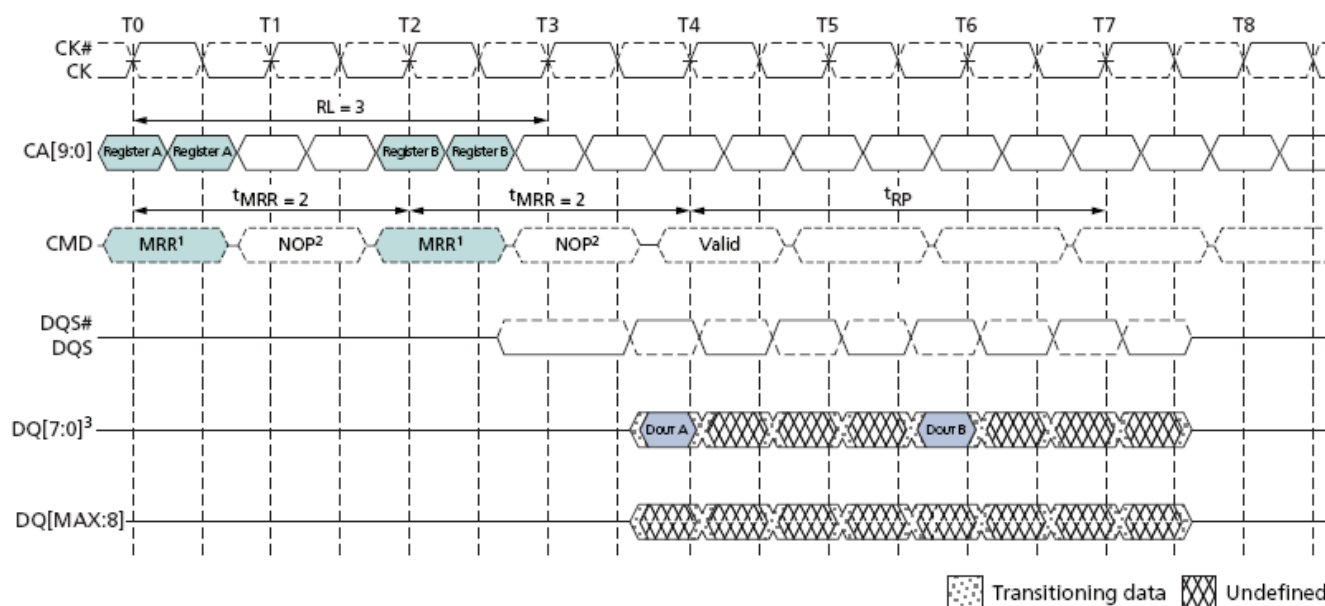 T0 T1 T2 T3 T4 T5 T6 T7 T8
CK#
CK
RL = 3
CA[9:0] Register A Register A Register B Register B
tMRR = 2 tMRR = 2 tRP
CMD MRR1 NOP2 MRR1 NOP2 Valid
DQS#
DQS
DQ[7:0]3 DOUT A DOUT B
DQ[MAX:8]
Transitioning data Undefined